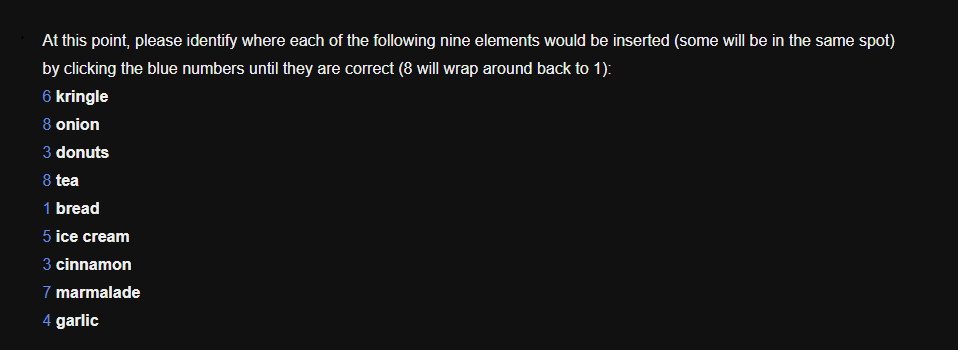 At this point, please identify where each of the following nine elements would be inserted (some will be in the same spot)
by clicking the blue numbers until they are correct (8 will wrap around back to 1):
6 kringle
8 onion
3 donuts
8 tea
1 bread
5 ice cream
3 cinnamon
7 marmalade
4 garlic